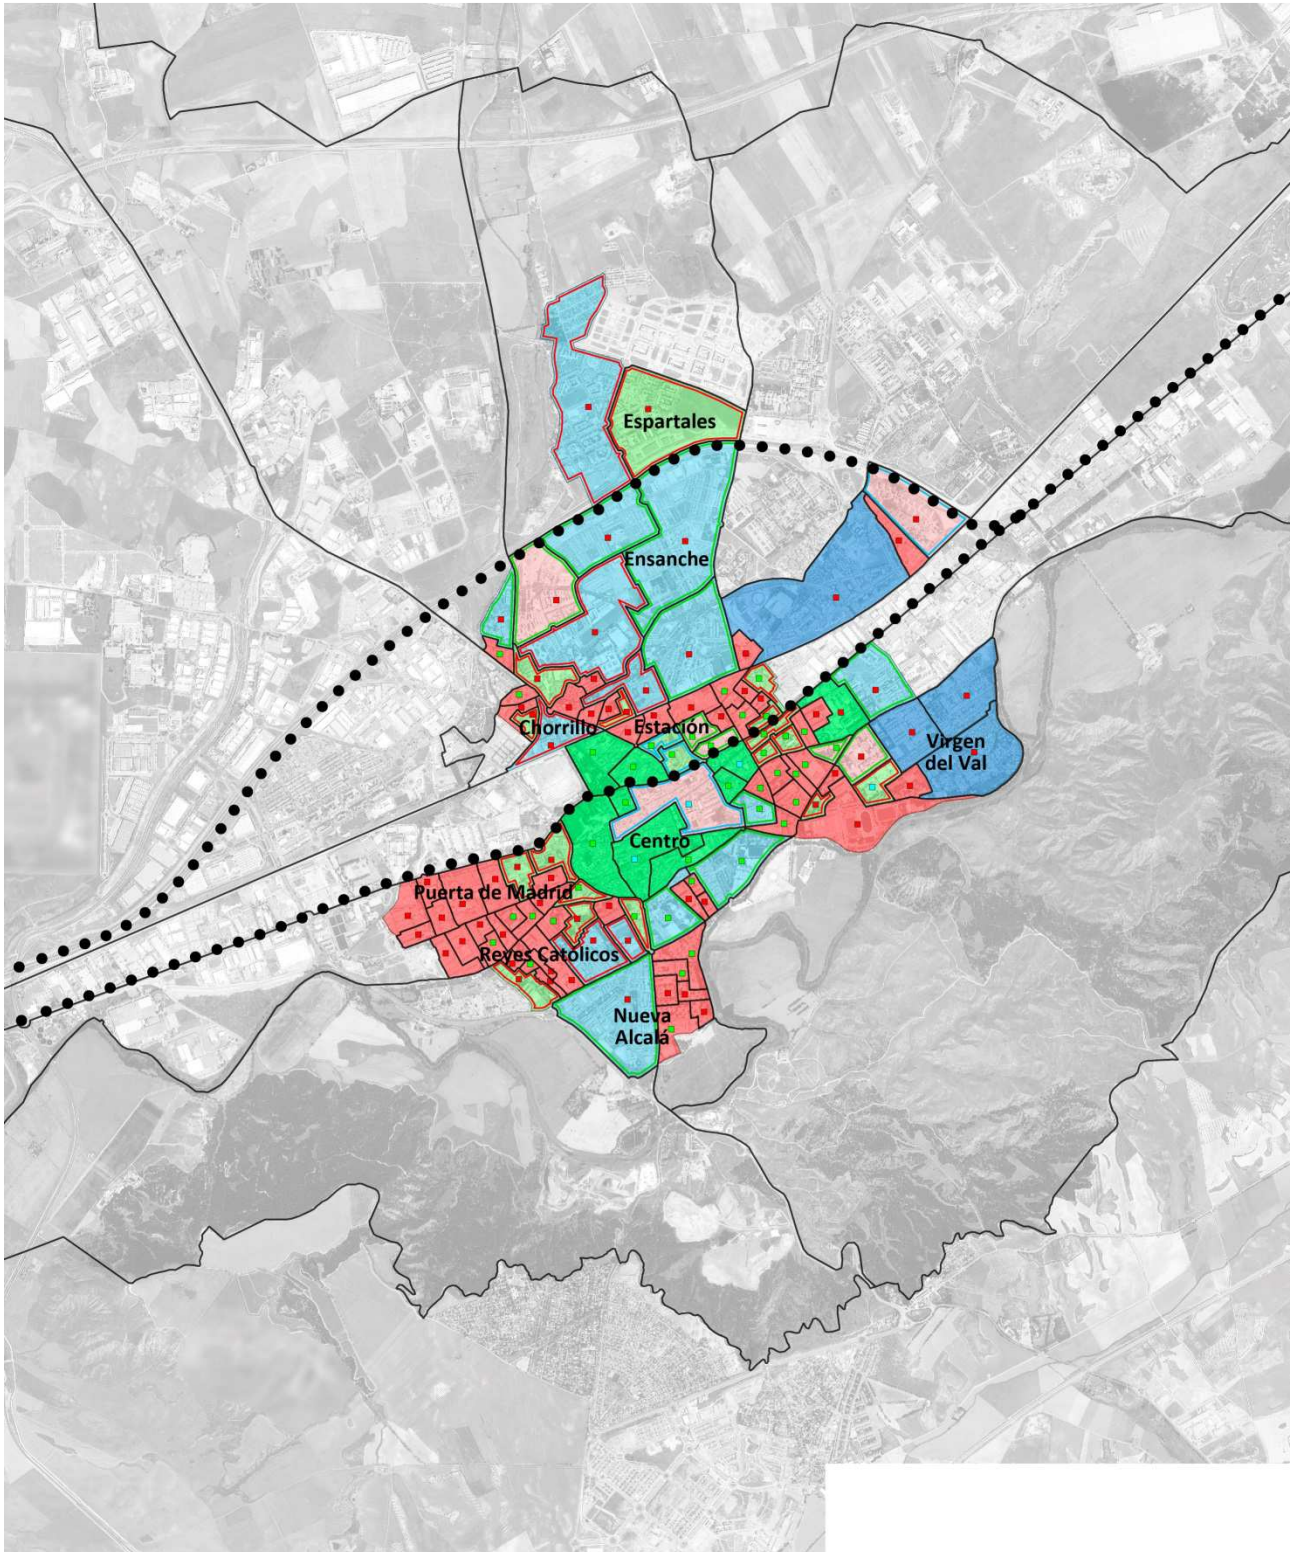 Espartales
Ensanche
Chorrillo
Estación
Virgen
del Val
Centro
Puerta de Madrid
Reyes Católicos
Nueva
Alcalá